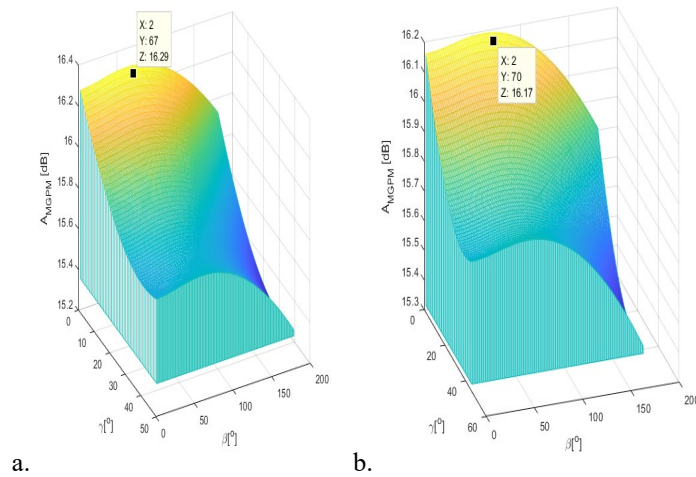 X: 2
Y: 67
Z: 16.29
16.4
16.2
16
15.8
15.6
15.4
15.2
A_MGPM [dB]
0
10
20
30
40
50
γ[°]
0
50
100
150
200
β[°]
a.
X: 2
Y: 70
Z: 16.17
16.2
16.1
16
15.9
15.8
15.7
15.6
15.5
15.4
15.3
A_MGPM [dB]
0
20
40
60
γ[°]
0
50
100
150
200
β[°]
b.